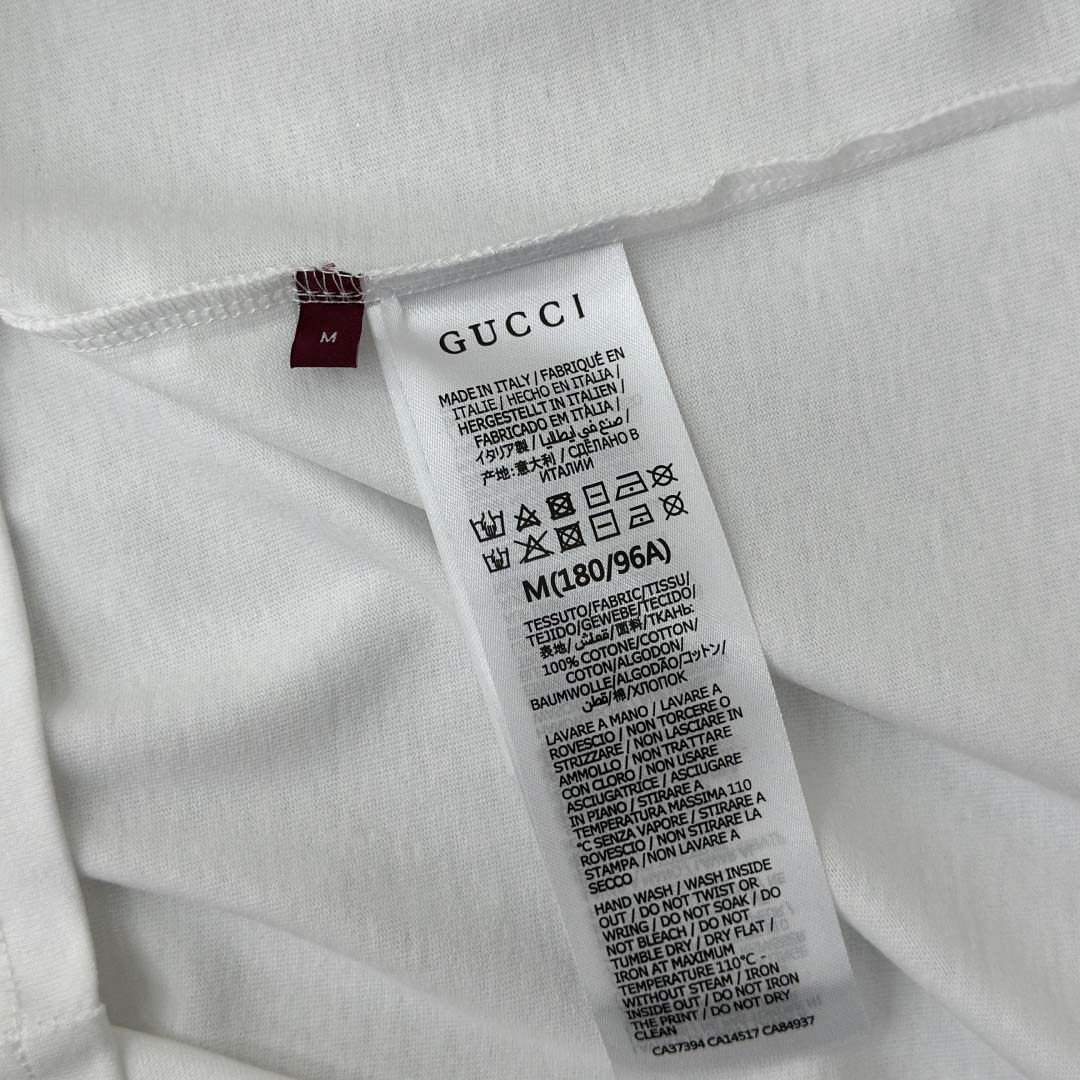 M
GUCCI
MADE IN ITALY / FABRIQUÉ EN
ITALIE / HECHO EN ITALIA /
HERGESTELLT IN ITALIEN /
FABRICADO EM ITÁLIA /
イタリア製 / صنع في إيطاليا /
产地: 意大利 / СДЕЛАНО В
ИТАЛИИ
M(180/96A)
TESSUTO/FABRIC/TISSU/
TEJIDO/GEWEBE/TECIDO/
表地/قماش/面料/ТКАНЬ:
100% COTONE/COTTON/
COTON/ALGODON/
BAUMWOLLE/ALGODÃO/コットン/
قطن/棉/ХЛОПОК
LAVARE A MANO / LAVARE A
ROVESCIO / NON TORCERE O
STRIZZARE / NON LASCIARE IN
AMMOLLO / NON TRATTARE
CON CLORO / NON USARE
ASCIUGATRICE / ASCIUGARE
IN PIANO / STIRARE A
TEMPERATURA MASSIMA 110
°C SENZA VAPORE / STIRARE A
ROVESCIO / NON STIRARE LA
STAMPA /NON LAVARE A
SECCO
HAND WASH / WASH INSIDE
OUT / DO NOT TWIST OR
WRING / DO NOT SOAK / DO
NOT BLEACH / DO NOT
TUMBLE DRY / DRY FLAT /
IRON AT MAXIMUM
TEMPERATURE 110°C -
WITHOUT STEAM / IRON
INSIDE OUT / DO NOT IRON
THE PRINT / DO NOT DRY
CLEAN
CA37394 CA14517 CA84937